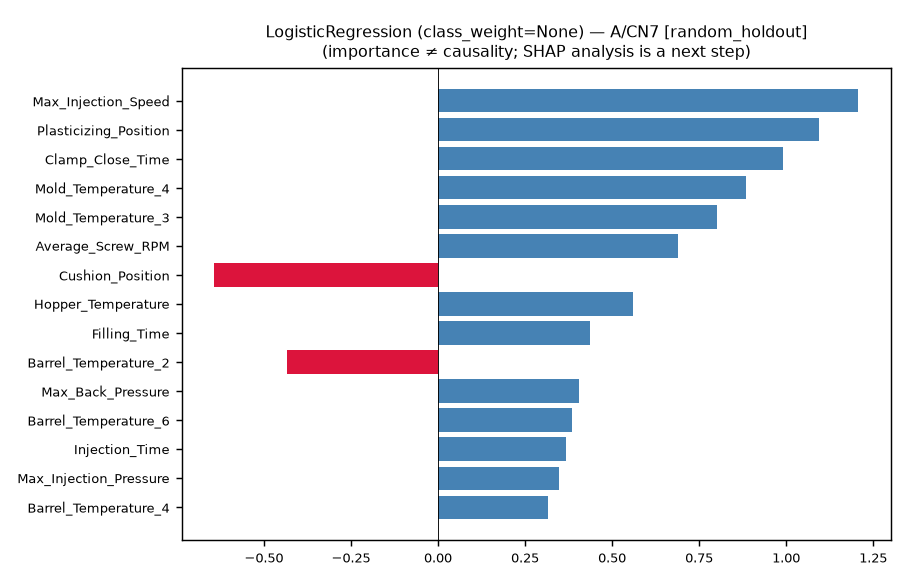 LogisticRegression (class_weight=None) — A/CN7 [random_holdout]
(importance ≠ causality; SHAP analysis is a next step)
Max_Injection_Speed
Plasticizing_Position
Clamp_Close_Time
Mold_Temperature_4
Mold_Temperature_3
Average_Screw_RPM
Cushion_Position
Hopper_Temperature
Filling_Time
Barrel_Temperature_2
Max_Back_Pressure
Barrel_Temperature_6
Injection_Time
Max_Injection_Pressure
Barrel_Temperature_4
−0.50 −0.25 0.00 0.25 0.50 0.75 1.00 1.25